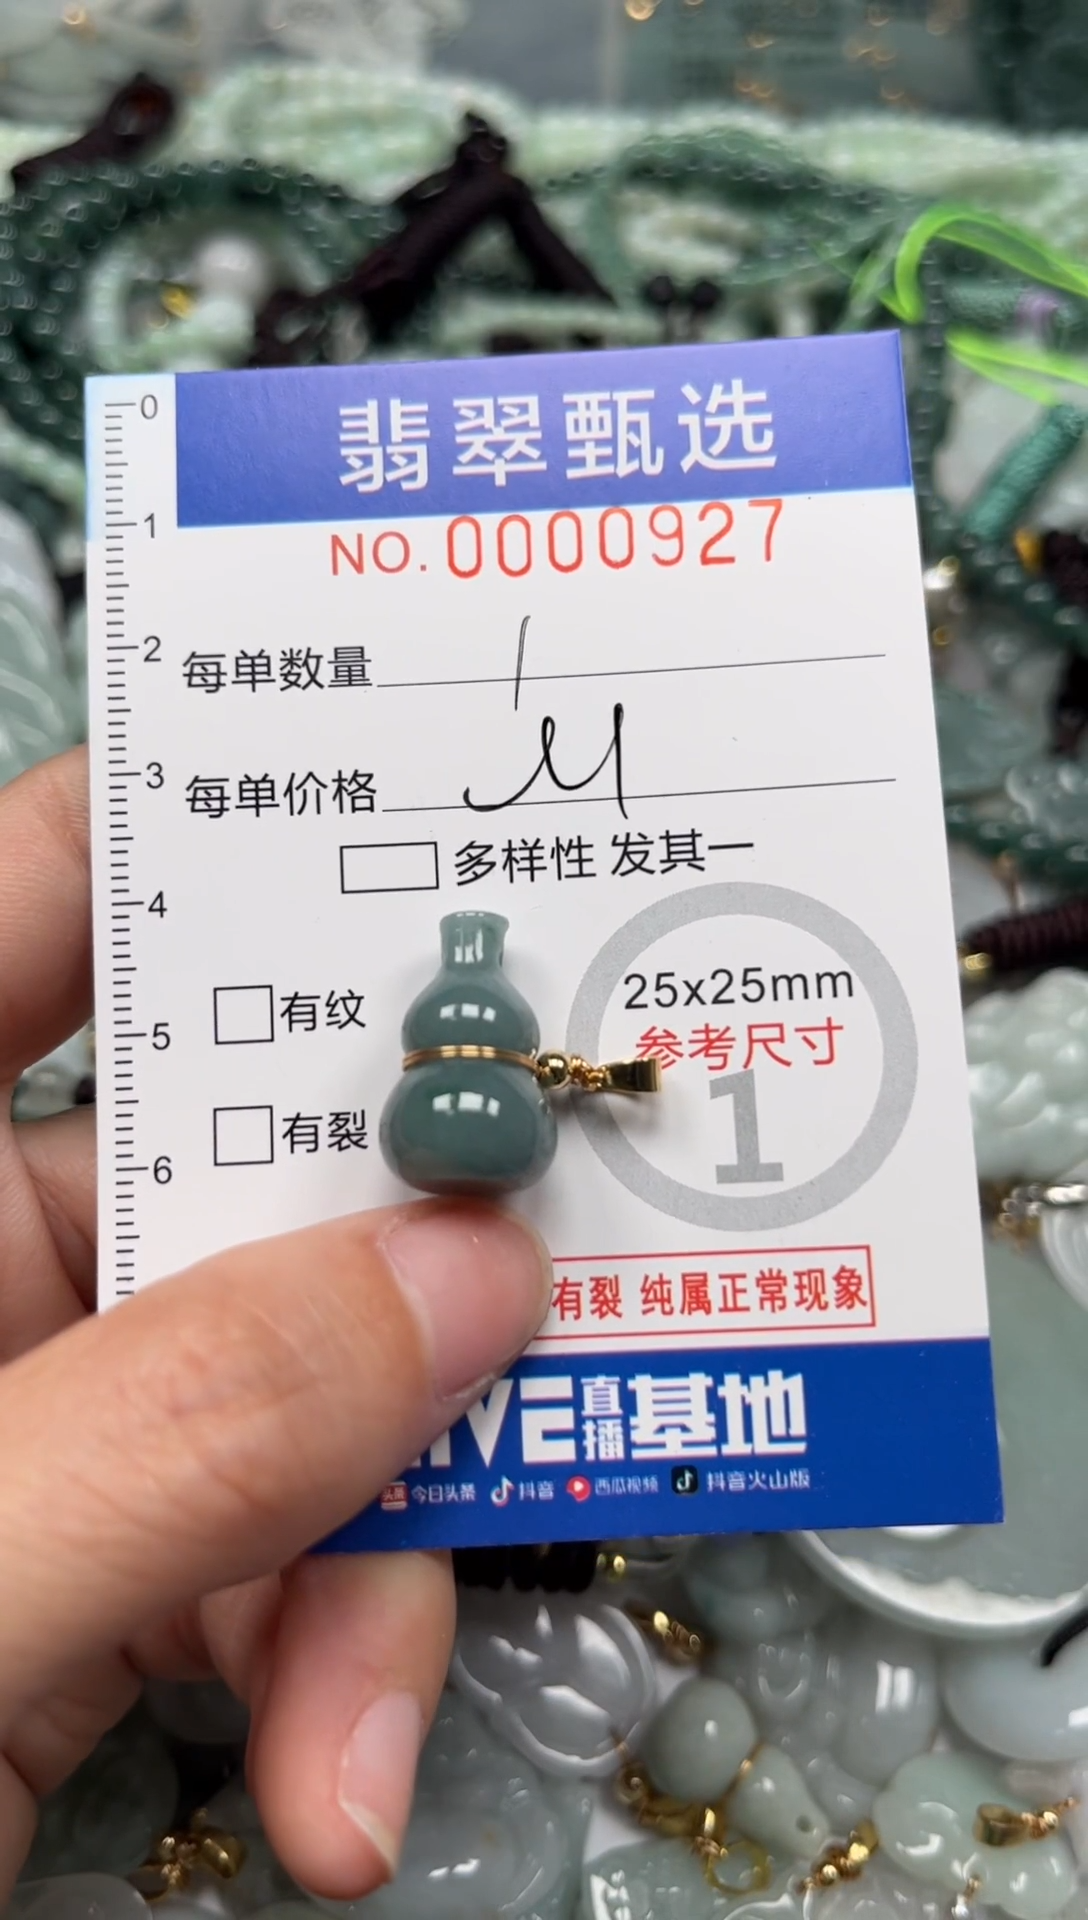 翡翠甄选
NO.0000927
每单数量 1
每单价格
多样性 发其一
有纹
25x25mm
参考尺寸
1
有裂
有裂 纯属正常现象
直播基地
今日头条 抖音 西瓜视频 抖音火山版
0
1
2
3
4
5
6